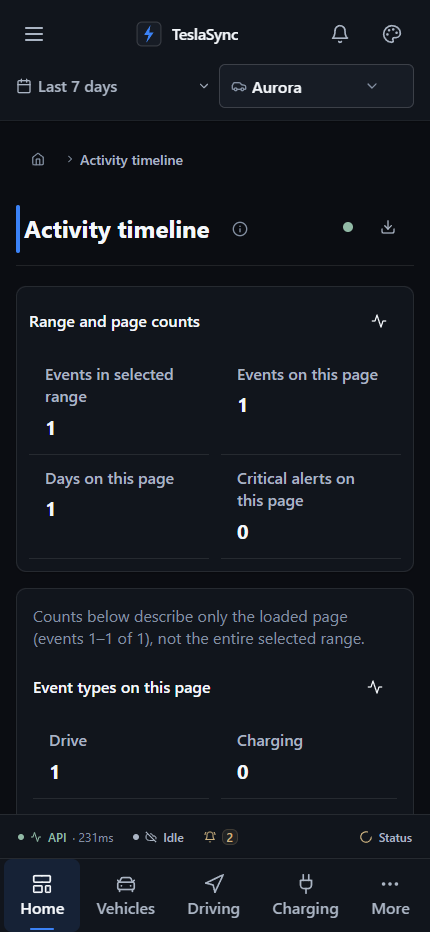 TeslaSync
Last 7 days
Aurora
Activity timeline
Activity timeline
Range and page counts
Events in selected
range
1
Events on this page
1
Days on this page
1
Critical alerts on
this page
0
Counts below describe only the loaded page
(events 1–1 of 1), not the entire selected range.
Event types on this page
Drive
1
Charging
0
API · 231ms
Idle
2
Status
Home
Vehicles
Driving
Charging
More